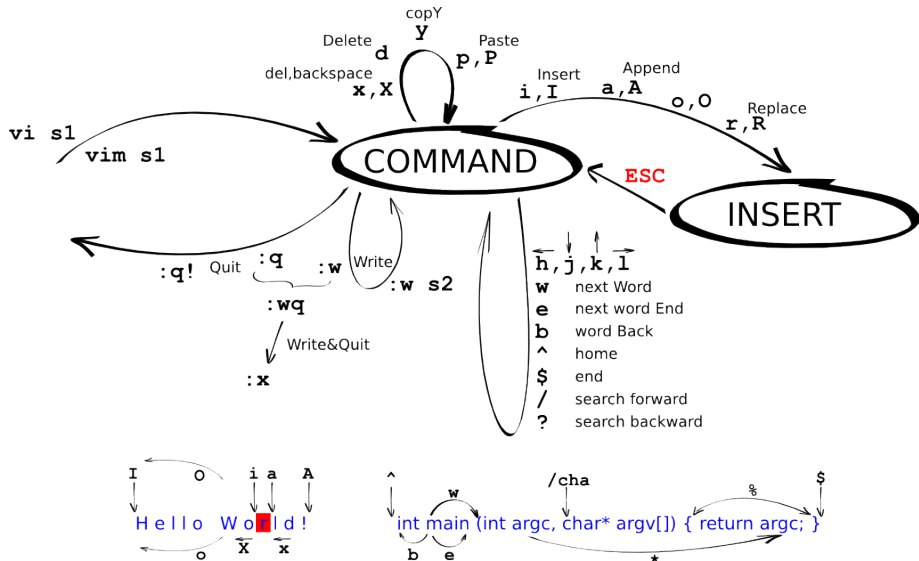 copY
y
Delete
d
Paste
p,P
del,backspace
x,X
Insert
i,I
Append
a,A
o,O
Replace
r,R
vi s1
vim s1
COMMAND
ESC
INSERT
:q!
Quit
:q
:w
Write
:w s2
:wq
Write&Quit
:x
h,j,k,l
w next Word
e next word End
b word Back
^ home
$ end
/ search forward
? search backward
I O i a A
Hello World!
o X x
^ w /cha % $
int main (int argc, char* argv[]) { return argc; }
b e *